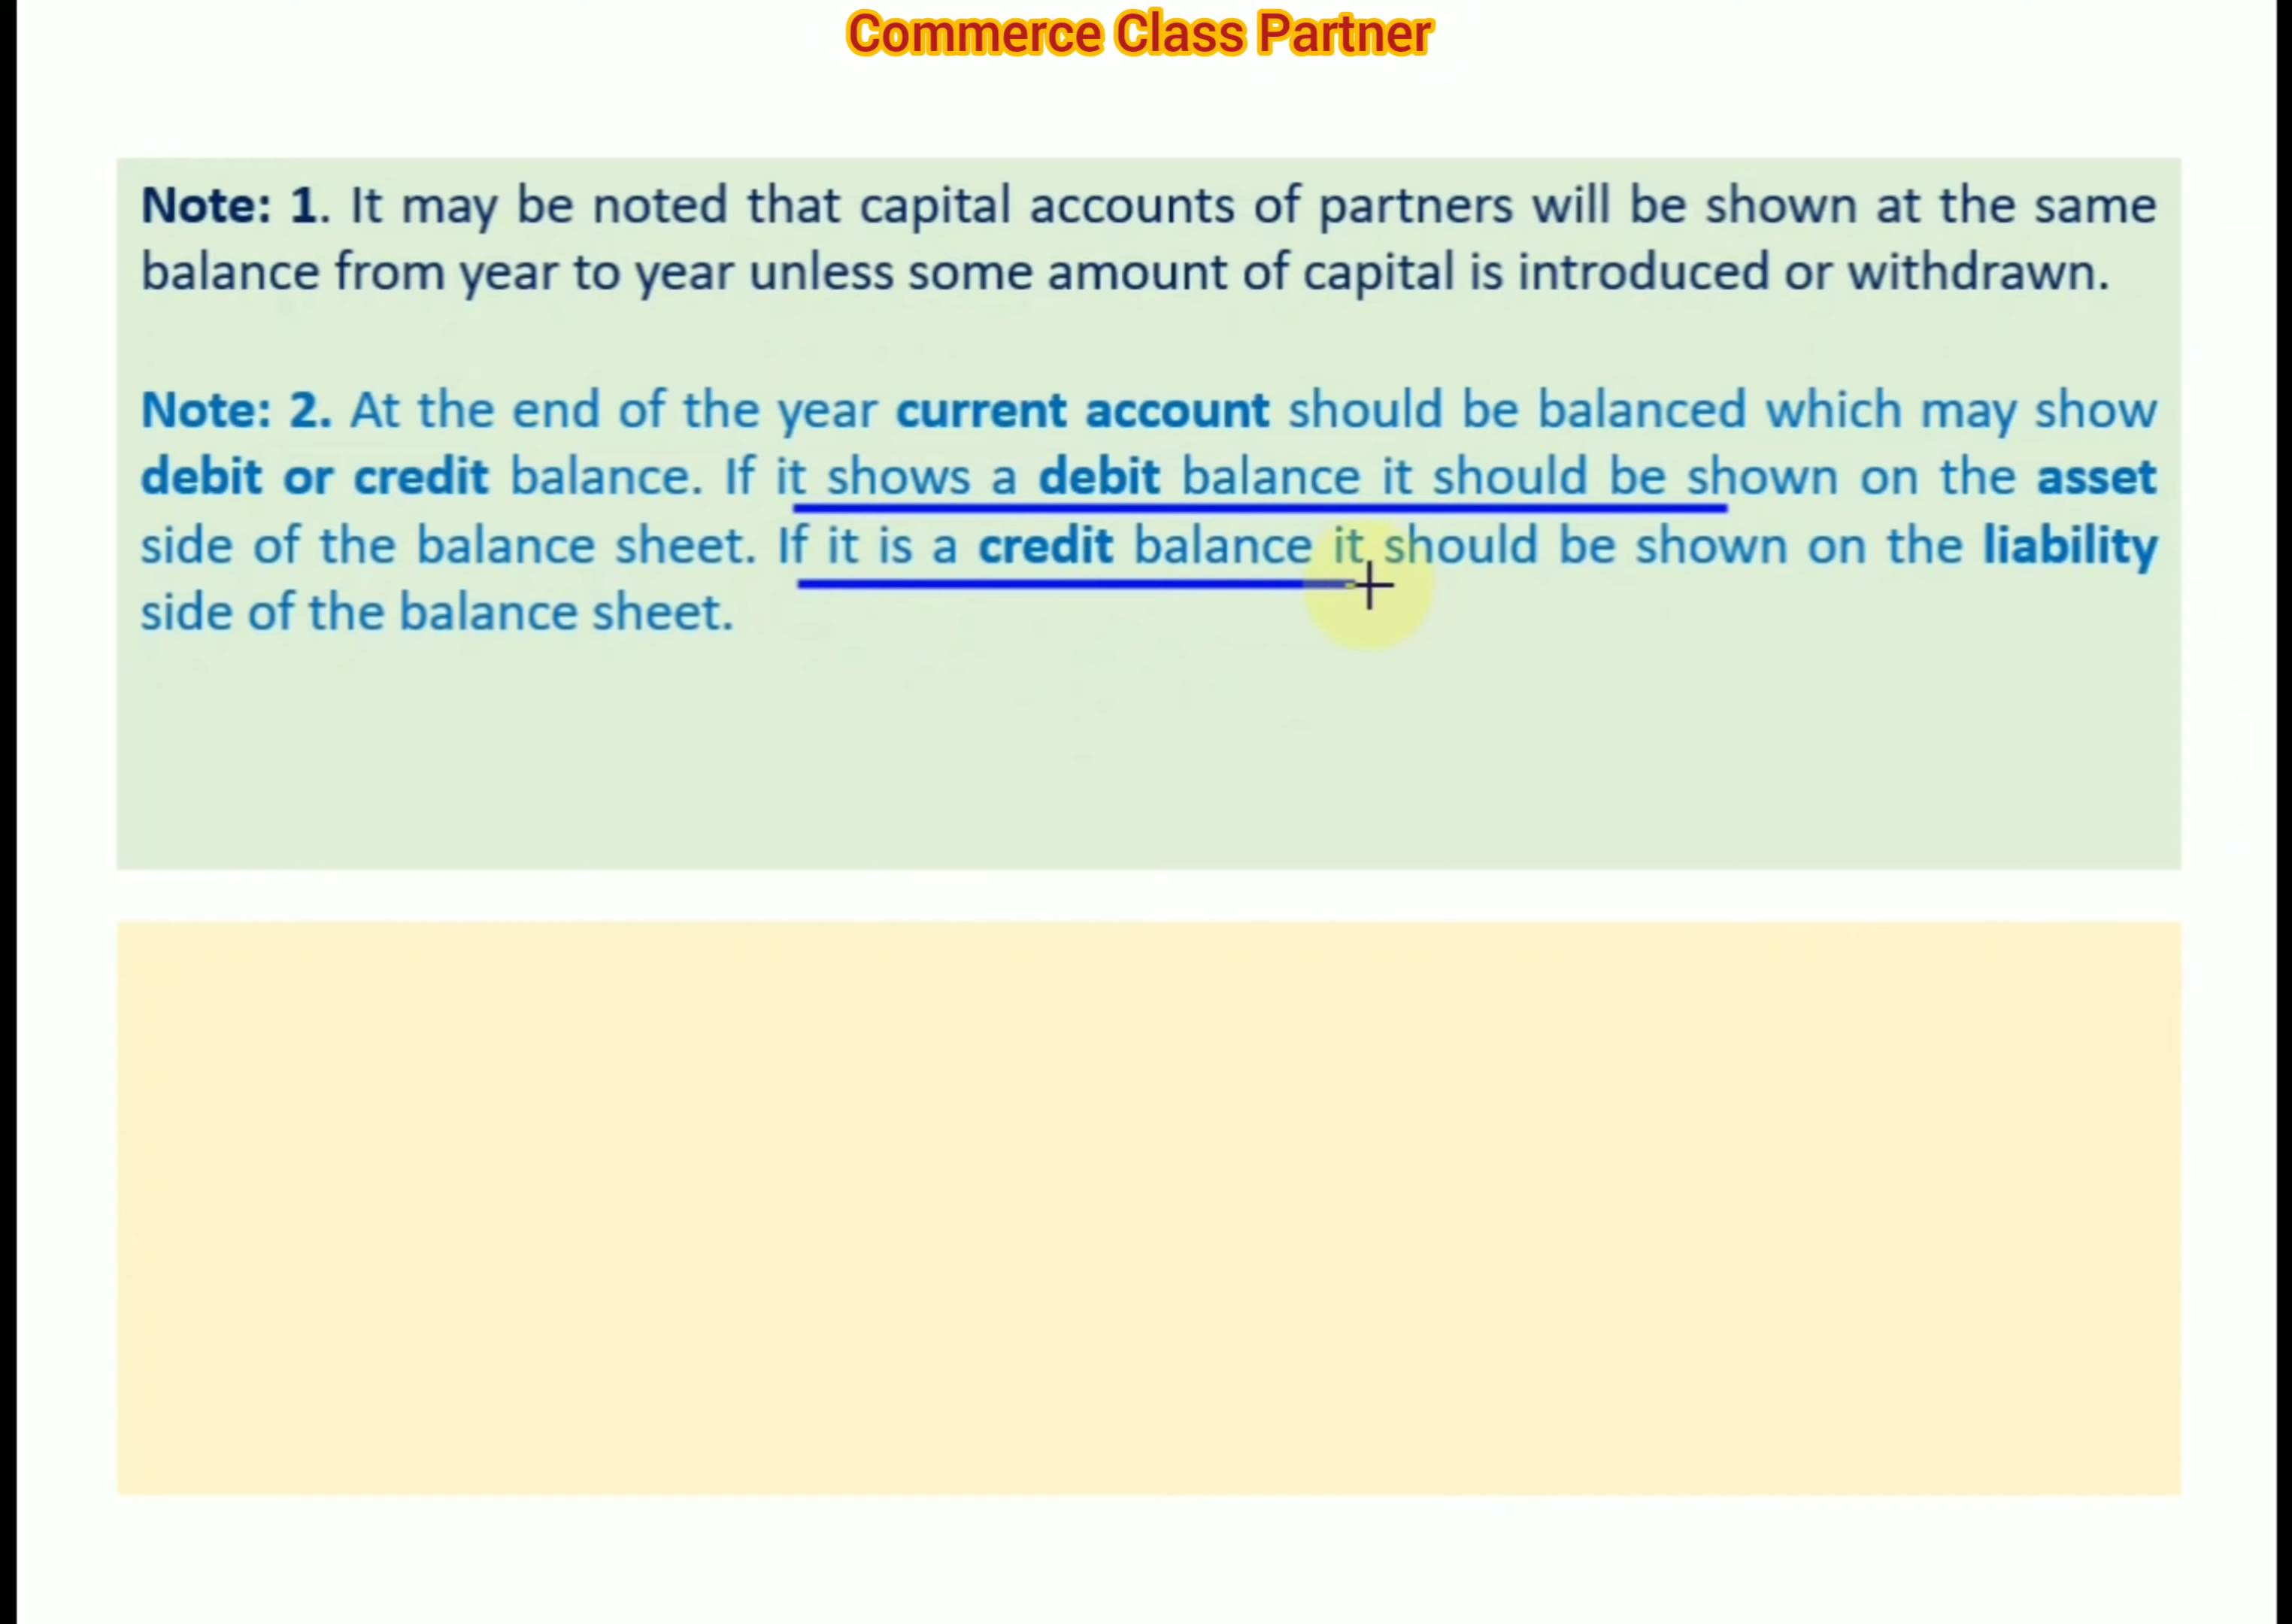 Commerce Class Partner
Note: 1. It may be noted that capital accounts of partners will be shown at the same
balance from year to year unless some amount of capital is introduced or withdrawn.
Note: 2. At the end of the year current account should be balanced which may show
debit or credit balance. If it shows a debit balance it should be shown on the asset
side of the balance sheet. If it is a credit balance it should be shown on the liability
side of the balance sheet.